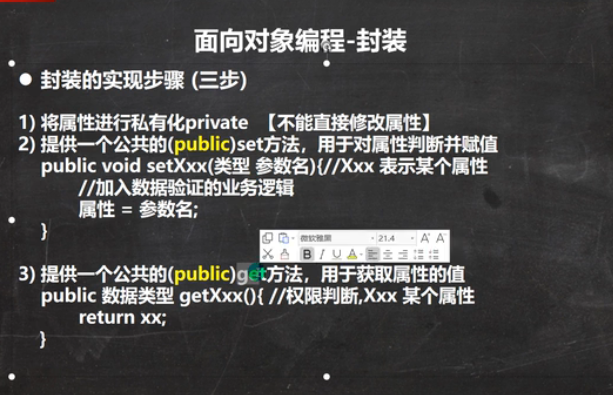 面向对象编程-封装
● 封装的实现步骤 (三步)
1) 将属性进行私有化private 【不能直接修改属性】
2) 提供一个公共的(public)set方法，用于对属性判断并赋值
public void setXxx(类型 参数名){//Xxx 表示某个属性
//加入数据验证的业务逻辑
属性 = 参数名;
}
微软雅黑 21.4 A A
B I U A
3) 提供一个公共的(public)get方法，用于获取属性的值
public 数据类型 getXxx(){ //权限判断,Xxx 某个属性
return xx;
}